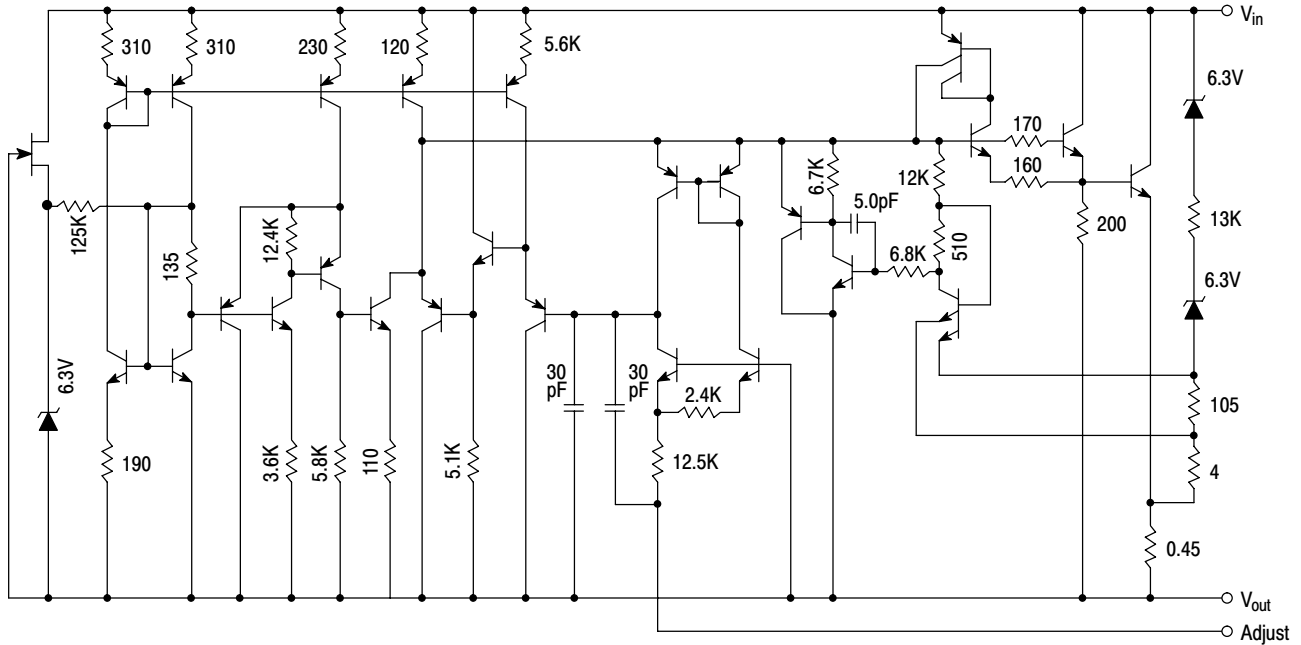 310
310
230
120
5.6K
Vin
6.3V
170
160
6.7K
12K
5.0pF
125K
135
12.4K
200
13K
6.8K
510
6.3V
6.3V
30
pF
30
pF
2.4K
105
190
3.6K
5.8K
110
5.1K
12.5K
4
0.45
Vout
Adjust